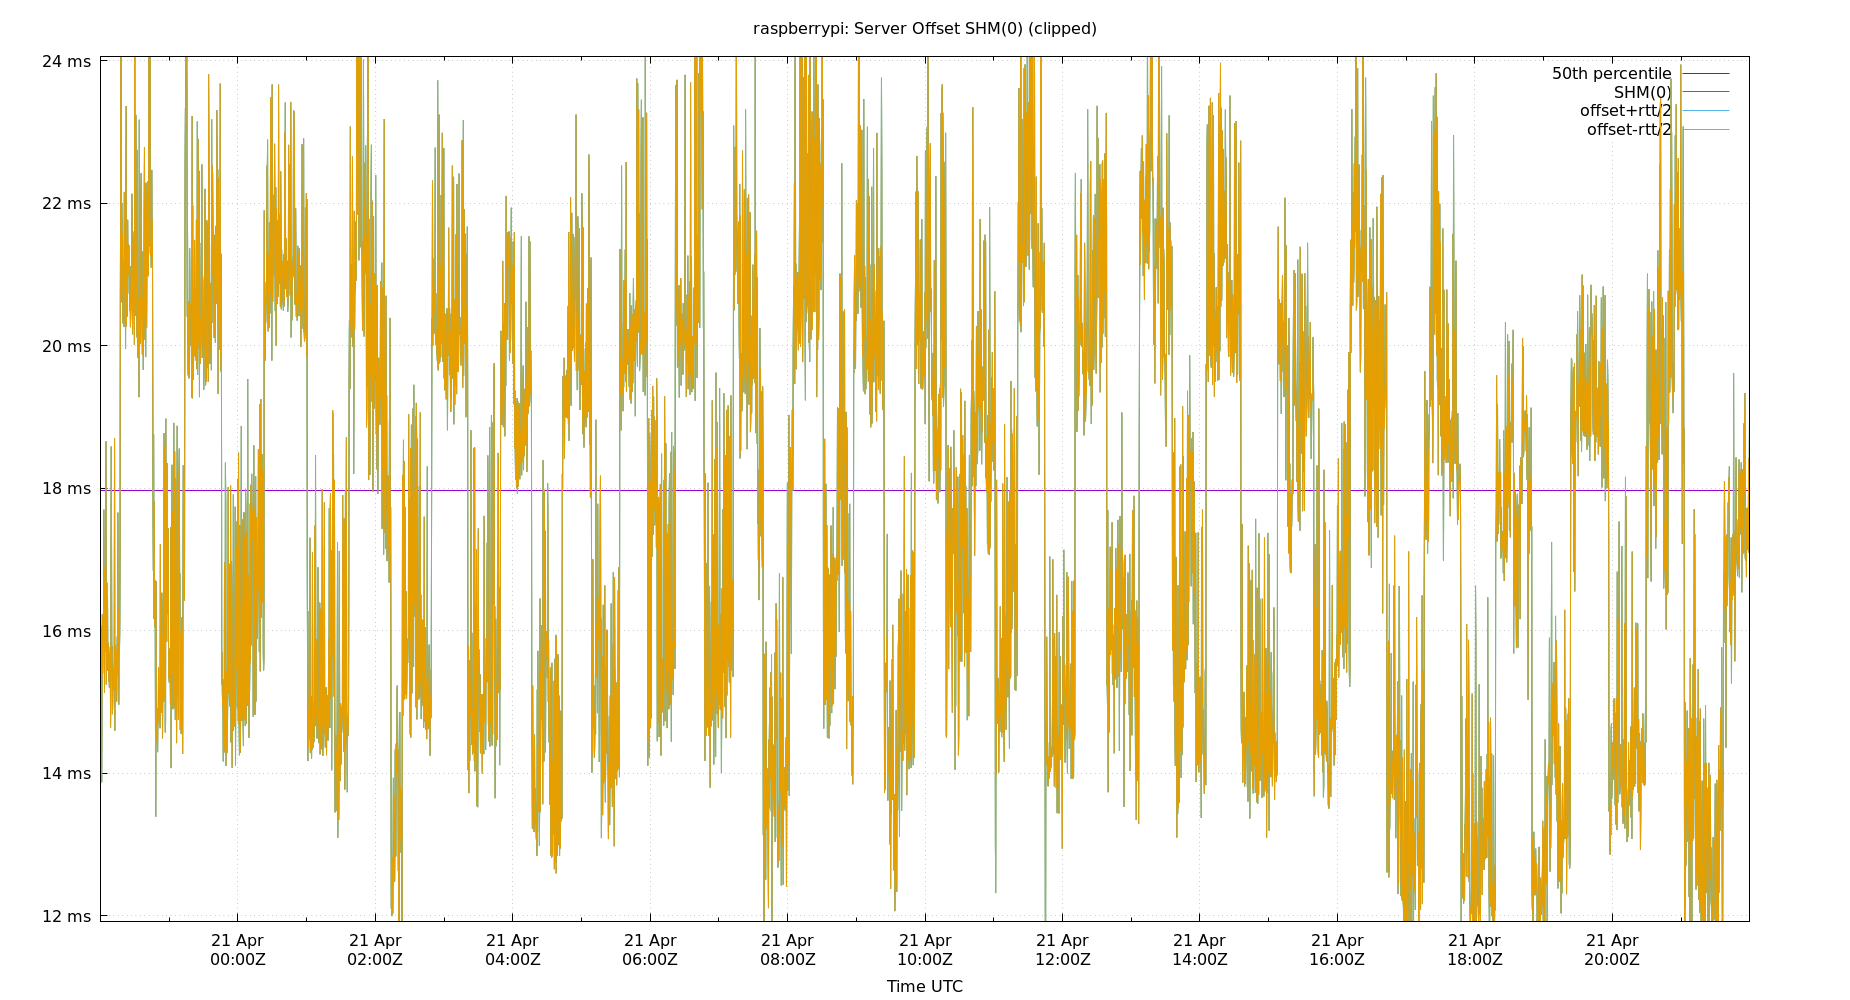 raspberrypi: Server Offset SHM(0) (clipped)
24 ms
22 ms
20 ms
18 ms
16 ms
14 ms
12 ms
50th percentile
SHM(0)
offset+rtt/2
offset-rtt/2
21 Apr 21 Apr 21 Apr 21 Apr 21 Apr 21 Apr 21 Apr 21 Apr 21 Apr 21 Apr 21 Apr
00:00Z 02:00Z 04:00Z 06:00Z 08:00Z 10:00Z 12:00Z 14:00Z 16:00Z 18:00Z 20:00Z
Time UTC